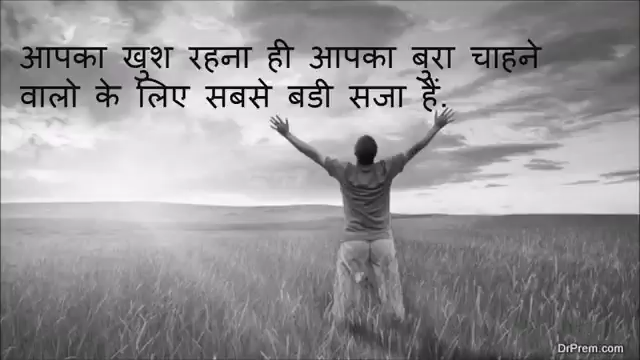 आपका खुश रहना ही आपका बुरा चाहने
वालो के लिए सबसे बडी सजा हैं.
DrPrem.com